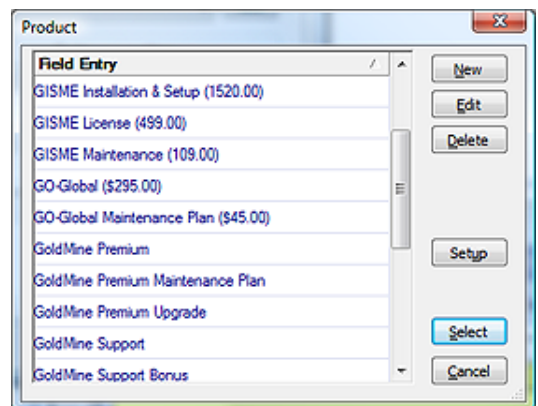 Product
Field Entry
New
GISME Installation & Setup (1520.00)
Edit
GISME License (499.00)
Delete
GISME Maintenance (109.00)
GO-Global ($295.00)
GO-Global Maintenance Plan ($45.00)
GoldMine Premium
Setup
GoldMine Premium Maintenance Plan
GoldMine Premium Upgrade
Select
GoldMine Support
Cancel
GoldMine Support Bonus